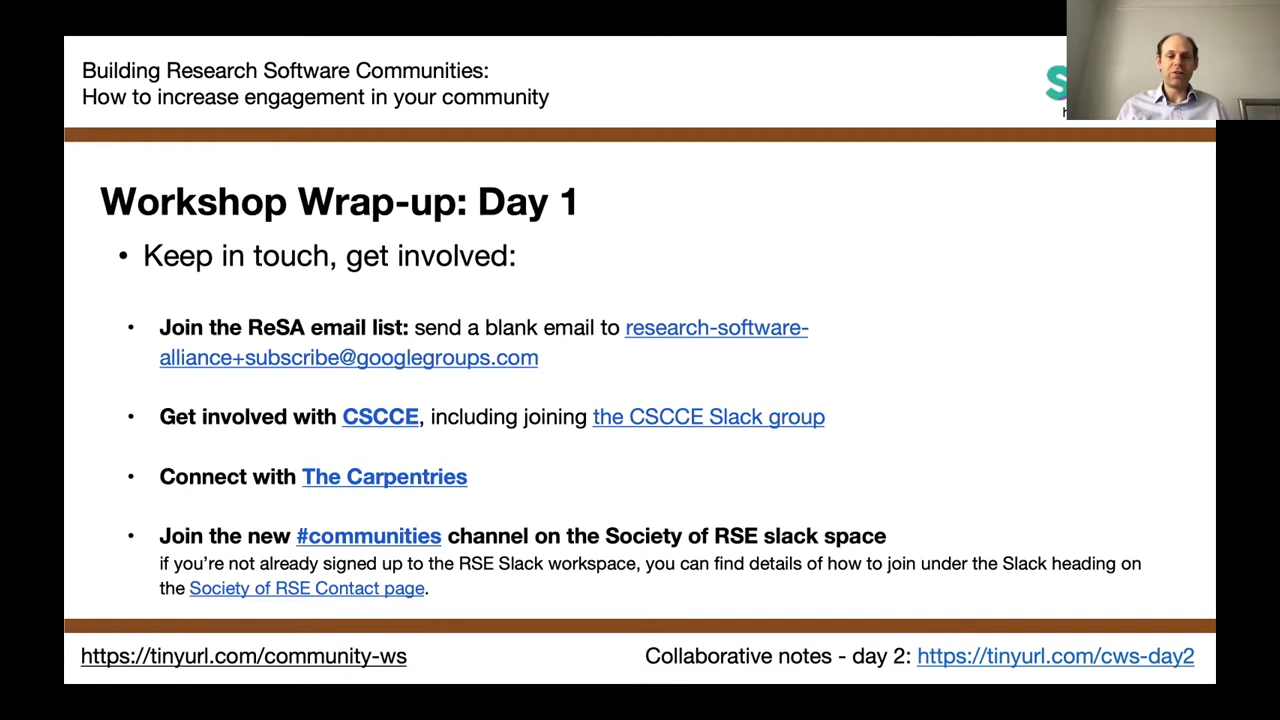 Building Research Software Communities:
How to increase engagement in your community
Workshop Wrap-up: Day 1
• Keep in touch, get involved:
• Join the ReSA email list: send a blank email to research-software-
alliance+subscribe@googlegroups.com
• Get involved with CSCCE, including joining the CSCCE Slack group
• Connect with The Carpentries
• Join the new #communities channel on the Society of RSE slack space
if you’re not already signed up to the RSE Slack workspace, you can find details of how to join under the Slack heading on
the Society of RSE Contact page.
https://tinyurl.com/community-ws
Collaborative notes - day 2: https://tinyurl.com/cws-day2